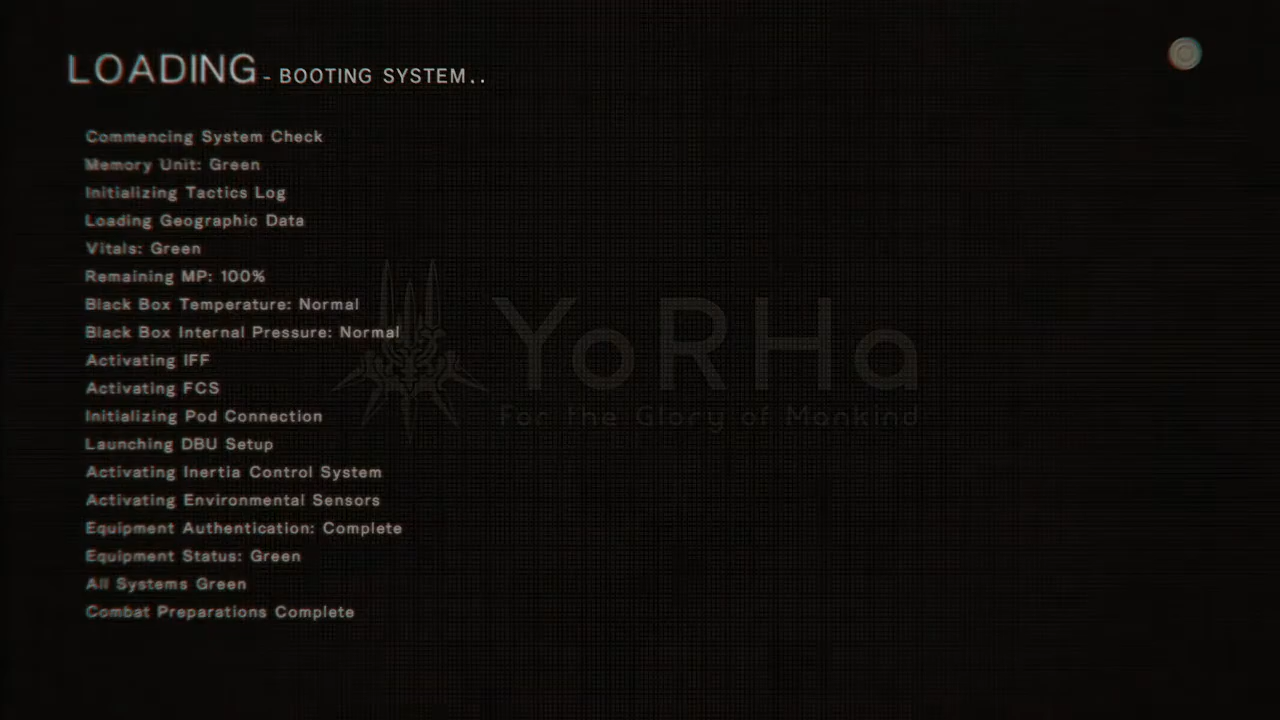 LOADING - BOOTING SYSTEM..
Commencing System Check
Memory Unit: Green
Initializing Tactics Log
Loading Geographic Data
Vitals: Green
Remaining MP: 100%
Black Box Temperature: Normal
Black Box Internal Pressure: Normal
Activating IFF
Activating FCS
Initializing Pod Connection
Launching DBU Setup
Activating Inertia Control System
Activating Environmental Sensors
Equipment Authentication: Complete
Equipment Status: Green
All Systems Green
Combat Preparations Complete
YoRHa
For the Glory of Mankind